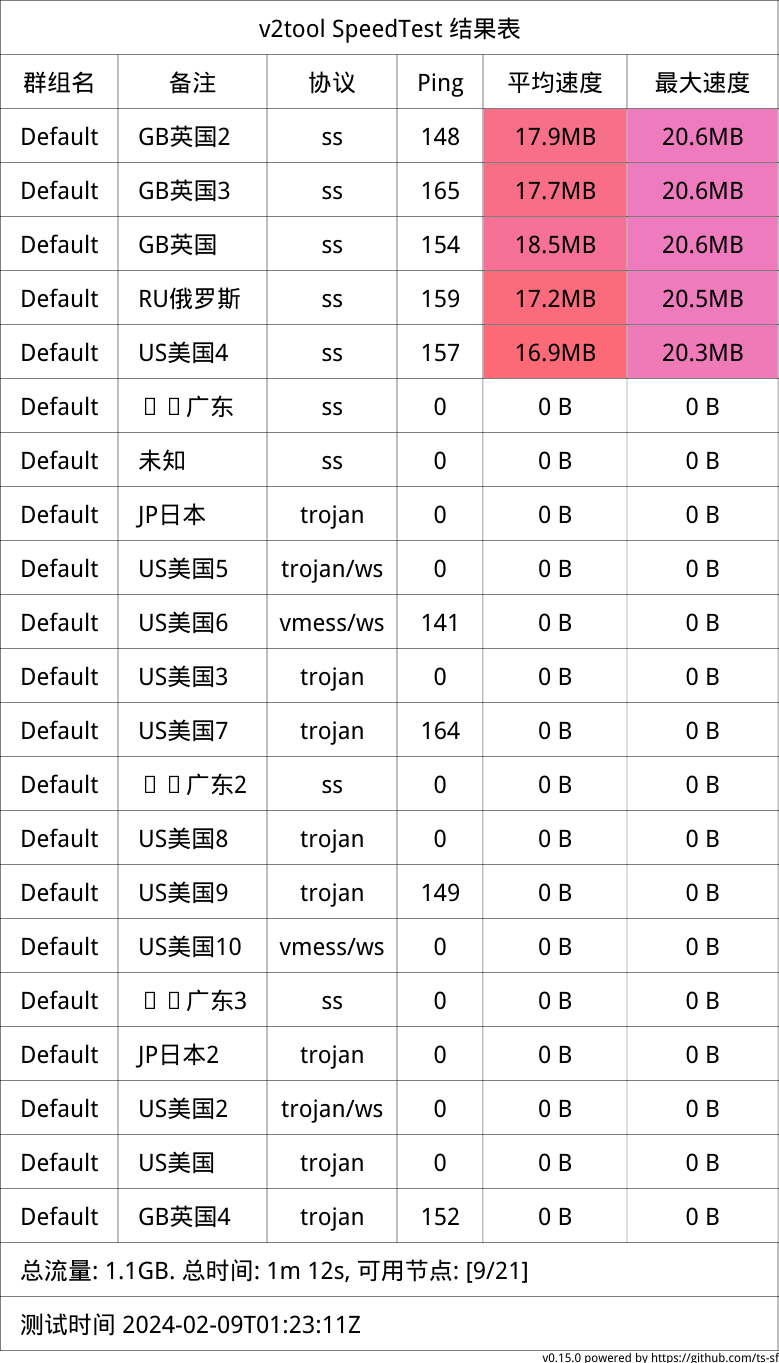 v2tool SpeedTest 结果表
群组名 备注 协议 Ping 平均速度 最大速度
Default GB英国2 ss 148 17.9MB 20.6MB
Default GB英国3 ss 165 17.7MB 20.6MB
Default GB英国 ss 154 18.5MB 20.6MB
Default RU俄罗斯 ss 159 17.2MB 20.5MB
Default US美国4 ss 157 16.9MB 20.3MB
Default 广东 ss 0 0 B 0 B
Default 未知 ss 0 0 B 0 B
Default JP日本 trojan 0 0 B 0 B
Default US美国5 trojan/ws 0 0 B 0 B
Default US美国6 vmess/ws 141 0 B 0 B
Default US美国3 trojan 0 0 B 0 B
Default US美国7 trojan 164 0 B 0 B
Default 广东2 ss 0 0 B 0 B
Default US美国8 trojan 0 0 B 0 B
Default US美国9 trojan 149 0 B 0 B
Default US美国10 vmess/ws 0 0 B 0 B
Default 广东3 ss 0 0 B 0 B
Default JP日本2 trojan 0 0 B 0 B
Default US美国2 trojan/ws 0 0 B 0 B
Default US美国 trojan 0 0 B 0 B
Default GB英国4 trojan 152 0 B 0 B
总流量: 1.1GB. 总时间: 1m 12s, 可用节点: [9/21]
测试时间 2024-02-09T01:23:11Z
v0.15.0 powered by https://github.com/ts-sf